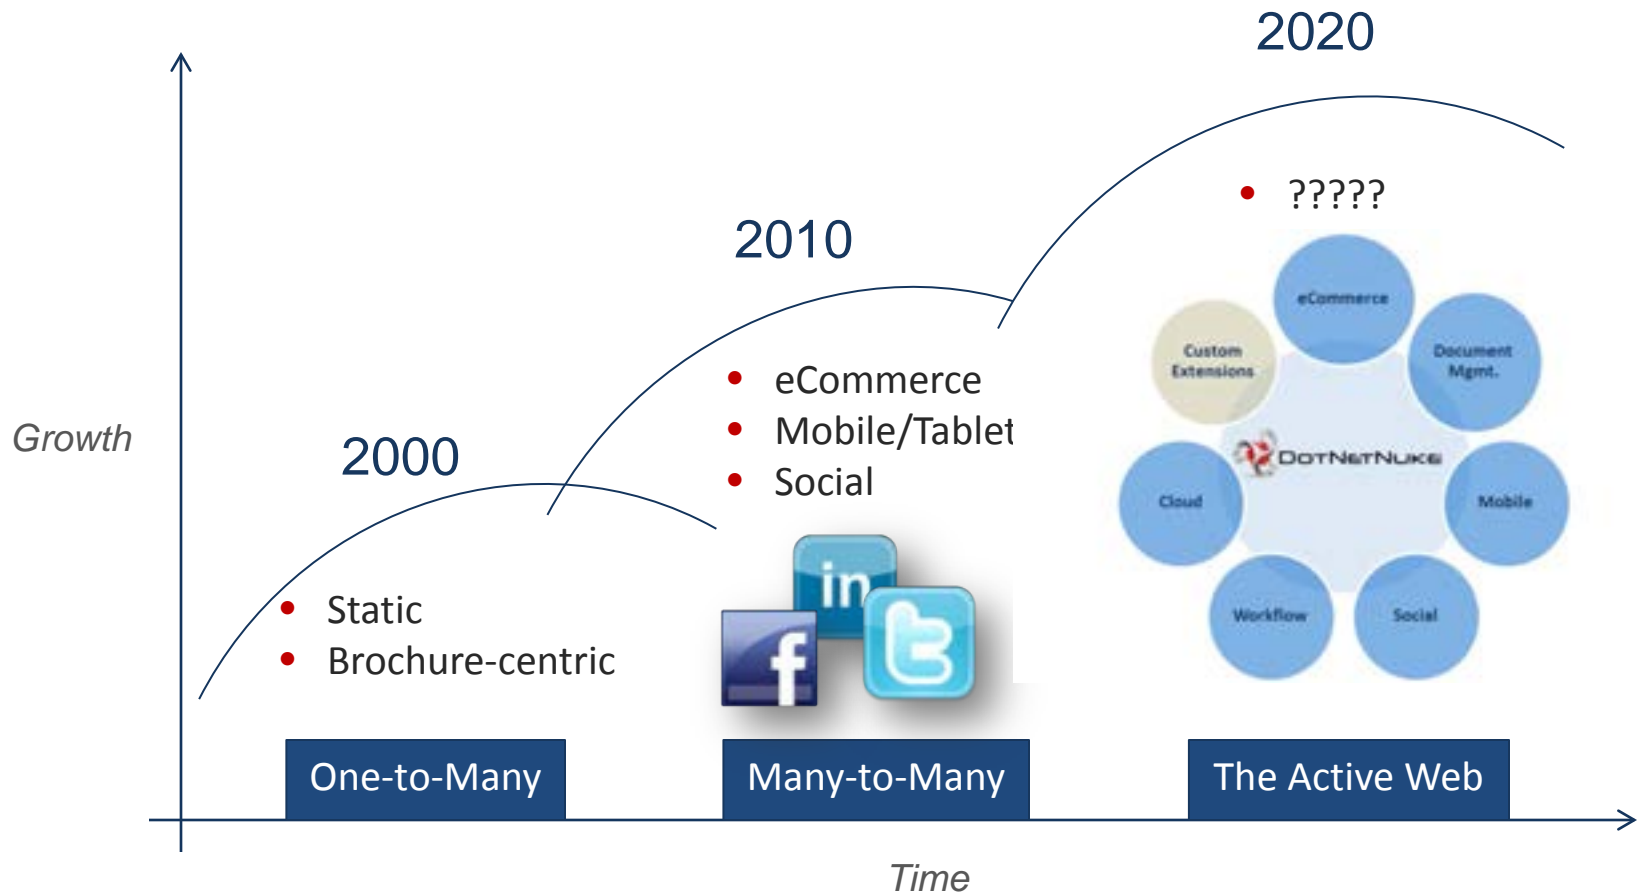 2020
• ?????
2010
eCommerce
Custom
Extensions
Document
Mgmt.
• eCommerce
• Mobile/Tablet
• Social
Growth
2000
DOTNETNUKE
Cloud
Mobile
in
f
t
• Static
• Brochure-centric
Workflow
Social
One-to-Many
Many-to-Many
The Active Web
Time